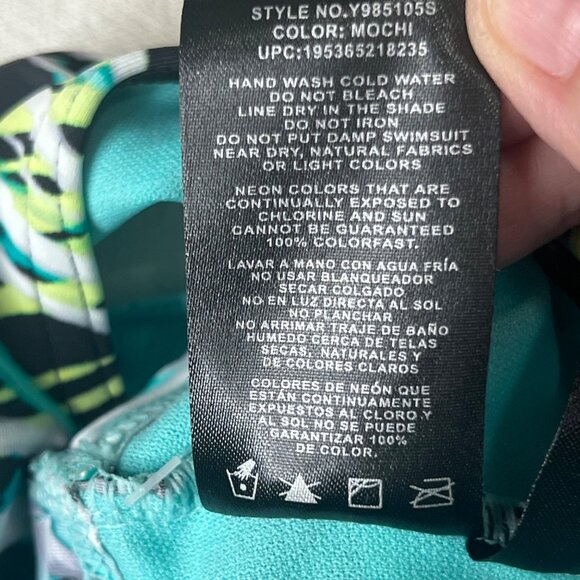 STYLE NO.Y985105S
COLOR: MOCHI
UPC:195365218235
HAND WASH COLD WATER
DO NOT BLEACH
LINE DRY IN THE SHADE
DO NOT IRON
DO NOT PUT DAMP SWIMSUIT
NEAR DRY, NATURAL FABRICS
OR LIGHT COLORS
NEON COLORS THAT ARE
CONTINUALLY EXPOSED TO
CHLORINE AND SUN
CANNOT BE GUARANTEED
100% COLORFAST.
LAVAR A MANO CON AGUA FRÍA
NO USAR BLANQUEADOR
SECAR COLGADO
NO EN LUZ DIRECTA AL SOL
NO PLANCHAR
NO ARRIMAR TRAJE DE BAÑO
HUMEDO CERCA DE TELAS
SECAS, NATURALES Y
DE COLORES CLAROS
COLORES DE NEÓN QUE
ESTÁN CONTINUAMENTE
EXPUESTOS AL CLORO Y
AL SOL NO SE PUEDE
GARANTIZAR 100%
DE COLOR.